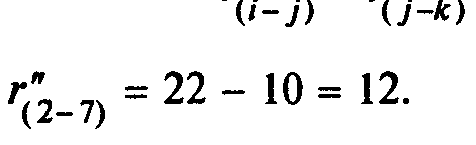 (i-j) (j-k)
r″(2-7) = 22 - 10 = 12.